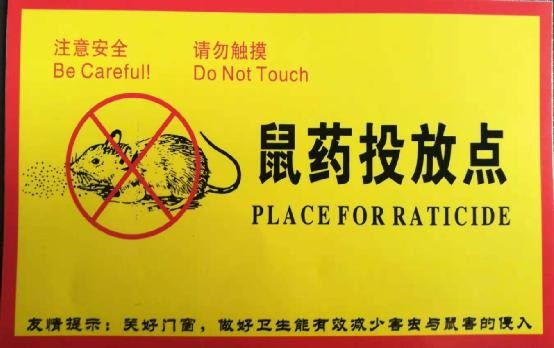 注意安全 请勿触摸
Be Careful! Do Not Touch
鼠药投放点
PLACE FOR RATICIDE
友情提示：关好门窗，做好卫生能有效减少害虫与鼠害的侵入